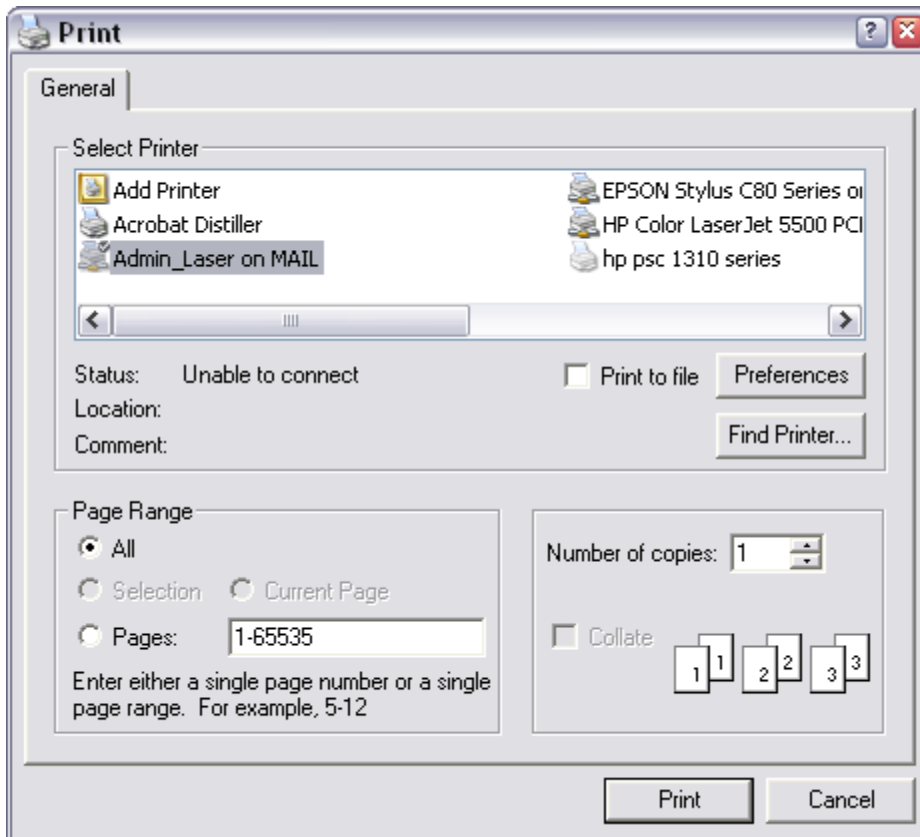 Print
General
Select Printer
Add Printer
Acrobat Distiller
Admin_Laser on MAIL
EPSON Stylus C80 Series
HP Color LaserJet 5500 PCL
hp psc 1310 series
Status: Unable to connect
Location:
Comment:
Print to file
Preferences
Find Printer...
Page Range
All
Selection Current Page
Pages: 1-65535
Enter either a single page number or a single
page range. For example, 5-12
Number of copies: 1
Collate
1 1 2 2 3 3
Print Cancel